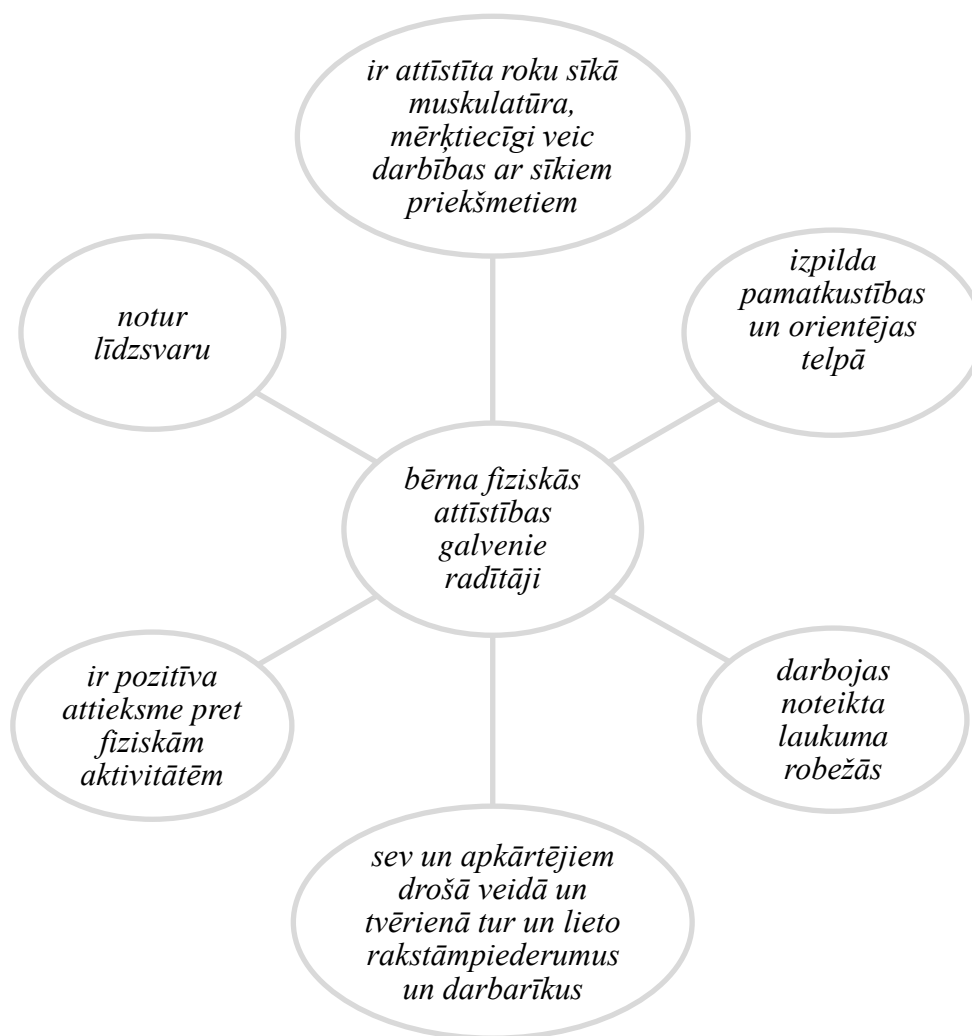 ir attīstīta roku sīkā
muskulatūra,
mērķtiecīgi veic
darbības ar sīkiem
priekšmetiem
izpilda
pamatkustības
un orientējas
telpā
notur
līdzsvaru
bērna fiziskās
attīstības
galvenie
radītāji
ir pozitīva
attieksme pret
fiziskām
aktivitātēm
darbojas
noteikta
laukuma
robežās
sev un apkārtējiem
drošā veidā un
tvērienā tur un lieto
rakstāmpiederumus
un darbarīkus